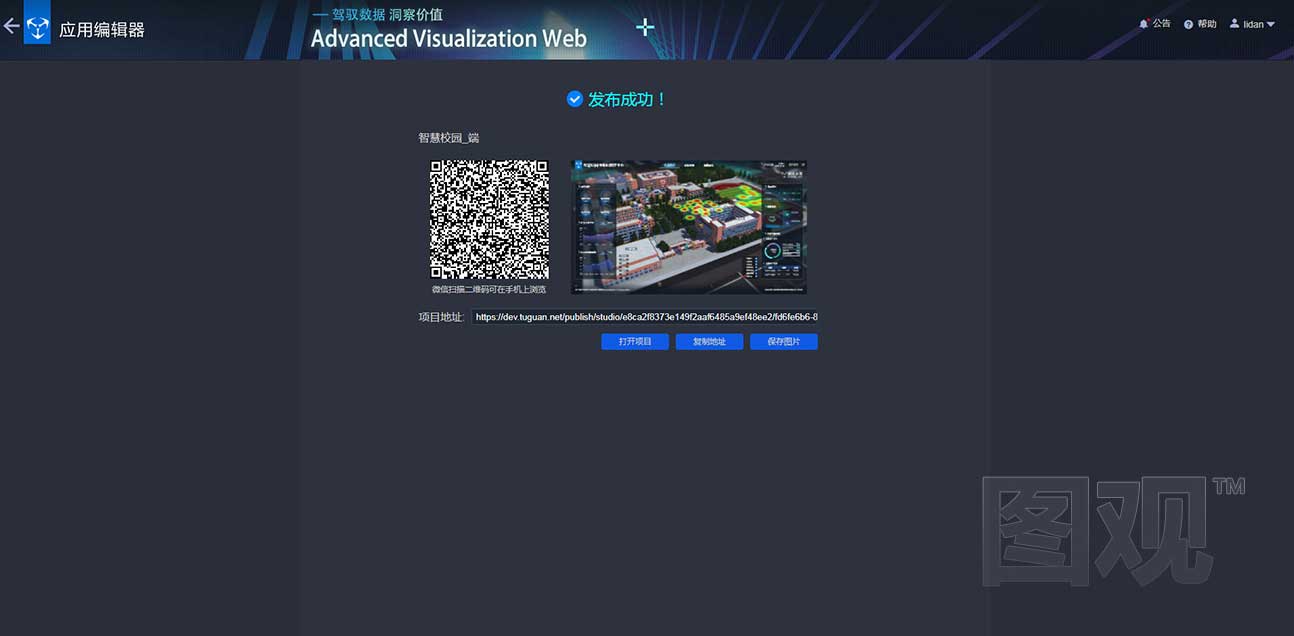 应用编辑器
一 驾驭数据 洞察价值
Advanced Visualization Web
公告
帮助
lidan
发布成功！
智慧校园_端
微信扫描二维码可在手机上浏览
项目地址:
https://dev.tuguan.net/publish/studio/e8ca2f8373e149f2aaf6485a9ef48ee2/fd6fe6b6-8
打开项目
复制地址
保存图片
图观™